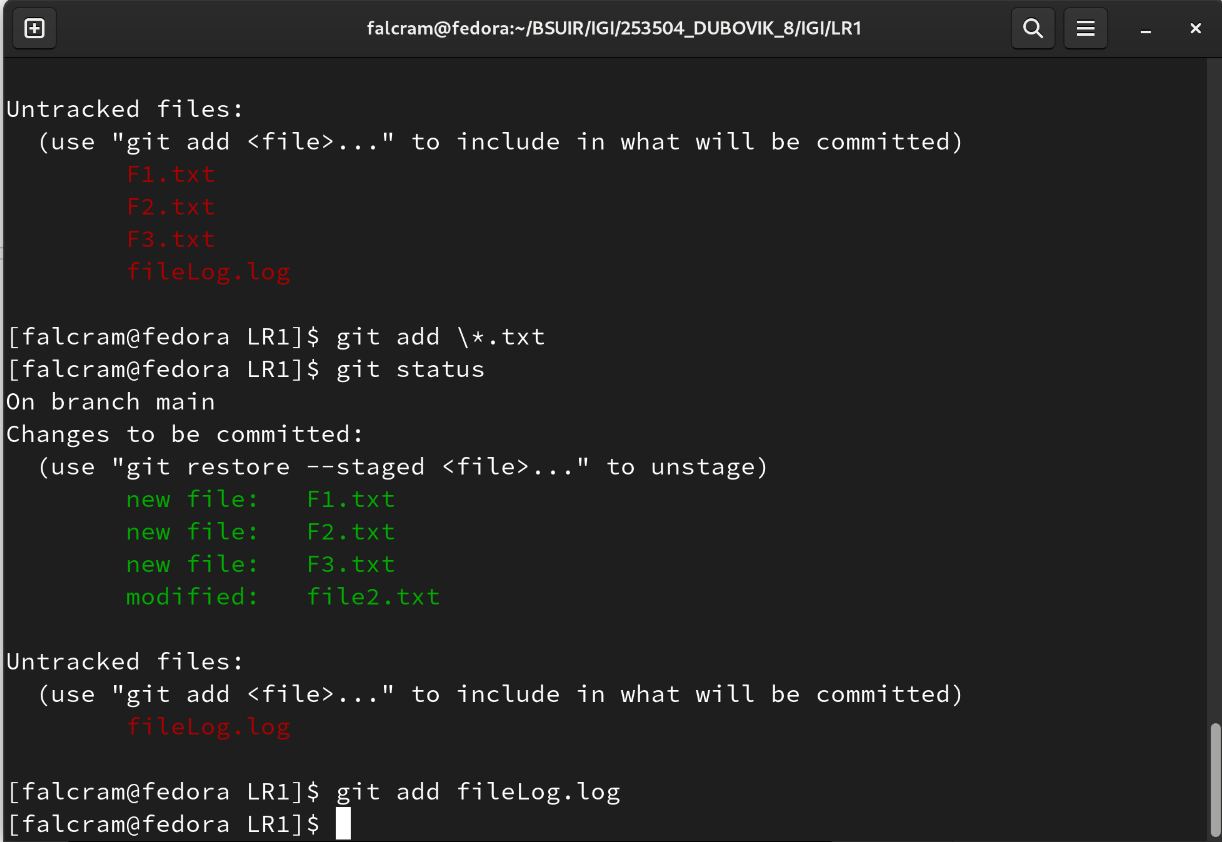 falcram@fedora:~/BSUIR/IGI/253504_DUBOVIK_8/IGI/LR1
Untracked files:
  (use "git add <file>..." to include in what will be committed)
        F1.txt
        F2.txt
        F3.txt
        fileLog.log
[falcram@fedora LR1]$ git add \*.txt
[falcram@fedora LR1]$ git status
On branch main
Changes to be committed:
  (use "git restore --staged <file>..." to unstage)
        new file:   F1.txt
        new file:   F2.txt
        new file:   F3.txt
        modified:   file2.txt
Untracked files:
  (use "git add <file>..." to include in what will be committed)
        fileLog.log
[falcram@fedora LR1]$ git add fileLog.log
[falcram@fedora LR1]$